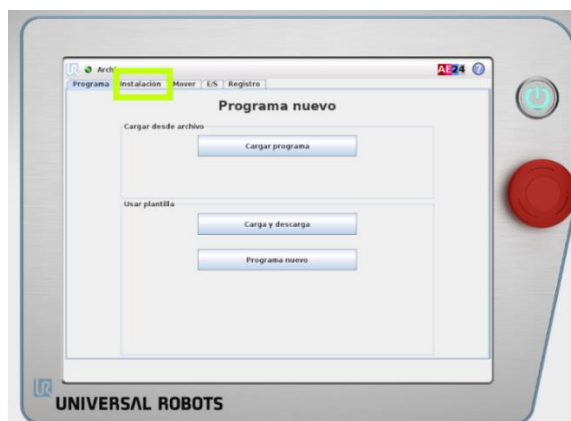 Archi
AE24
Programa Instalación Mover E/S Registro
Programa nuevo
Cargar desde archivo
Cargar programa
Usar plantilla
Carga y descarga
Programa nuevo
UR
UNIVERSAL ROBOTS